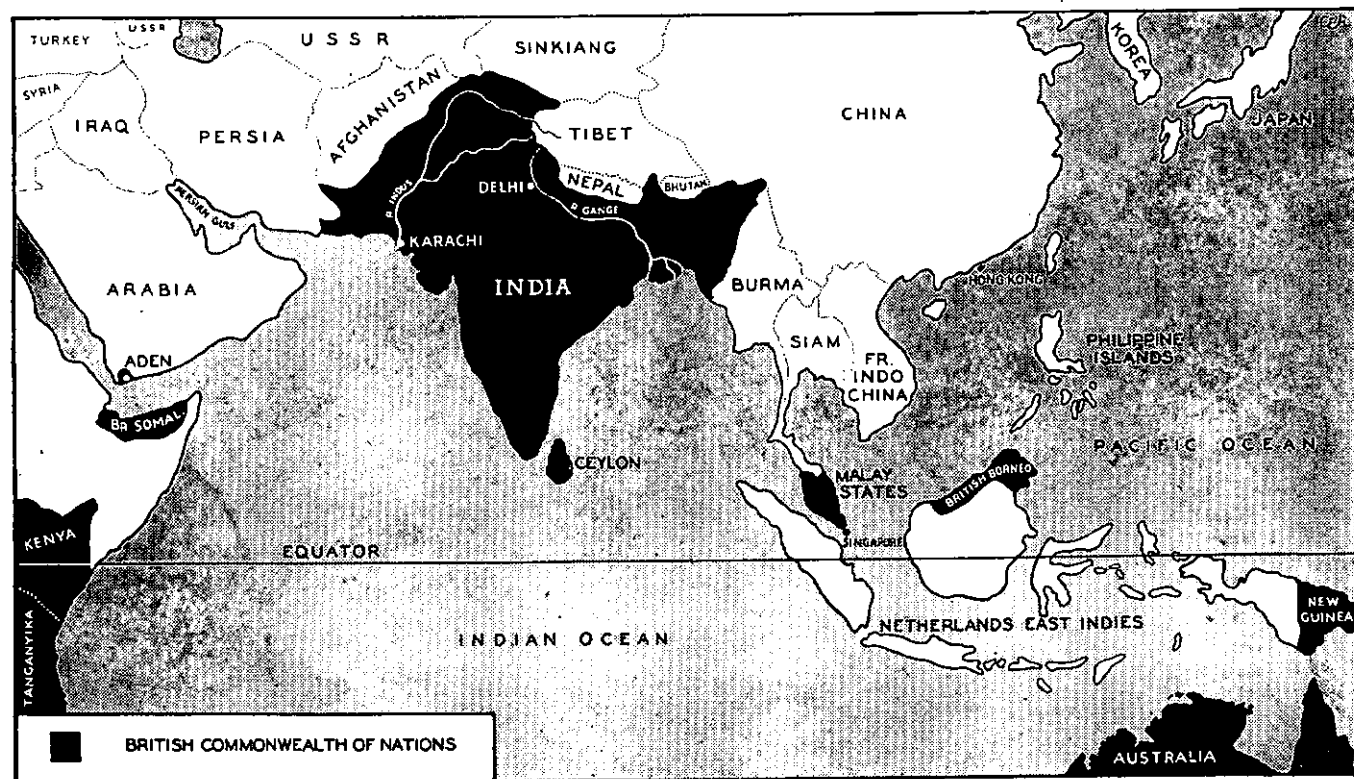 TURKEY
USSR
USSR
SINKIANG
KOREA
SYRIA
IRAQ
PERSIA
AFGHANISTAN
TIBET
CHINA
JAPAN
PERSIAN GULF
R. INDUS
DELHI
NEPAL
BHUTAN
R GANGE
KARACHI
ARABIA
INDIA
BURMA
HONG KONG
SIAM
PHILIPPINE
ISLANDS
ADEN
FR.
INDO
CHINA
BR SOMAL.
PACIFIC OCEAN
CEYLON
MALAY
STATES
BRITISH BORNEO
KENYA
SINGAPORE
EQUATOR
NEW
GUINEA
NETHERLANDS EAST INDIES
INDIAN OCEAN
TANGANYIKA
BRITISH COMMONWEALTH OF NATIONS
AUSTRALIA